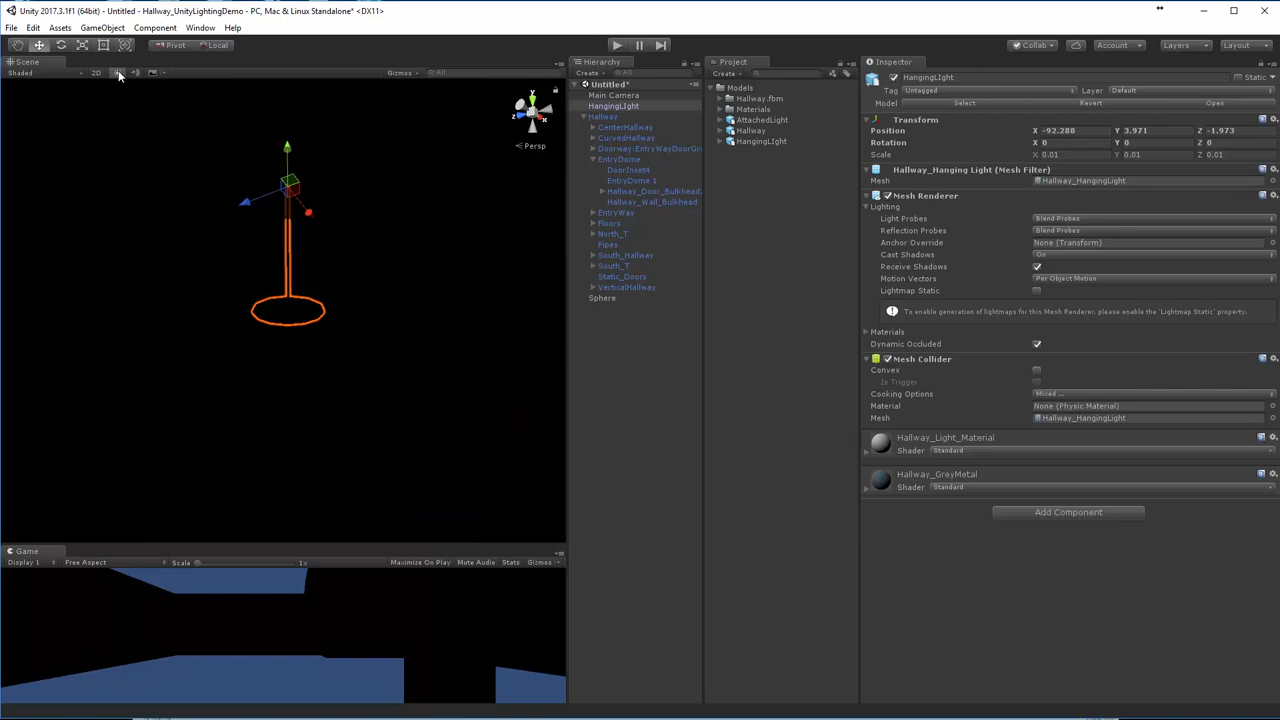 Unity 2017.3.1f1 (64bit) - Untitled - Hallway_UnityLightingDemo - PC, Mac & Linux Standalone* <DX11>
File Edit Assets GameObject Component Window Help
Pivot Local Collab Account Layers Layout
Scene
Shaded 2D Gizmos All
y
x
z
Persp
Game
Display 1 Free Aspect Scale 1x Maximize On Play Mute Audio Stats Gizmos
Hierarchy
Create All
Untitled*
Main Camera
HangingLIght
Hallway
CenterHallway
CurvedHallway
Doorway:EntryWayDoorGr
EntryDome
DoorInset4
EntryDome 1
Hallway_Door_Bulkhead
Hallway_Wall_Bulkhead
EntryWay
Floors
North_T
Pipes
South_Hallway
South_T
Static_Doors
VerticalHallway
Sphere
Project
Create
Models
Hallway.fbm
Materials
AttachedLight
Hallway
HangingLIght
Inspector
HangingLIght Static
Tag Untagged Layer Default
Model Select Revert Open
Transform
Position X -92.288 Y 3.971 Z -1.973
Rotation X 0 Y 0 Z 0
Scale X 0.01 Y 0.01 Z 0.01
Hallway_Hanging Light (Mesh Filter)
Mesh Hallway_HangingLight
Mesh Renderer
Lighting
Light Probes Blend Probes
Reflection Probes Blend Probes
Anchor Override None (Transform)
Cast Shadows On
Receive Shadows
Motion Vectors Per Object Motion
Lightmap Static
To enable generation of lightmaps for this Mesh Renderer, please enable the 'Lightmap Static' property.
Materials
Dynamic Occluded
Mesh Collider
Convex
Is Trigger
Cooking Options Mixed ...
Material None (Physic Material)
Mesh Hallway_HangingLight
Hallway_Light_Material
Shader Standard
Hallway_GreyMetal
Shader Standard
Add Component